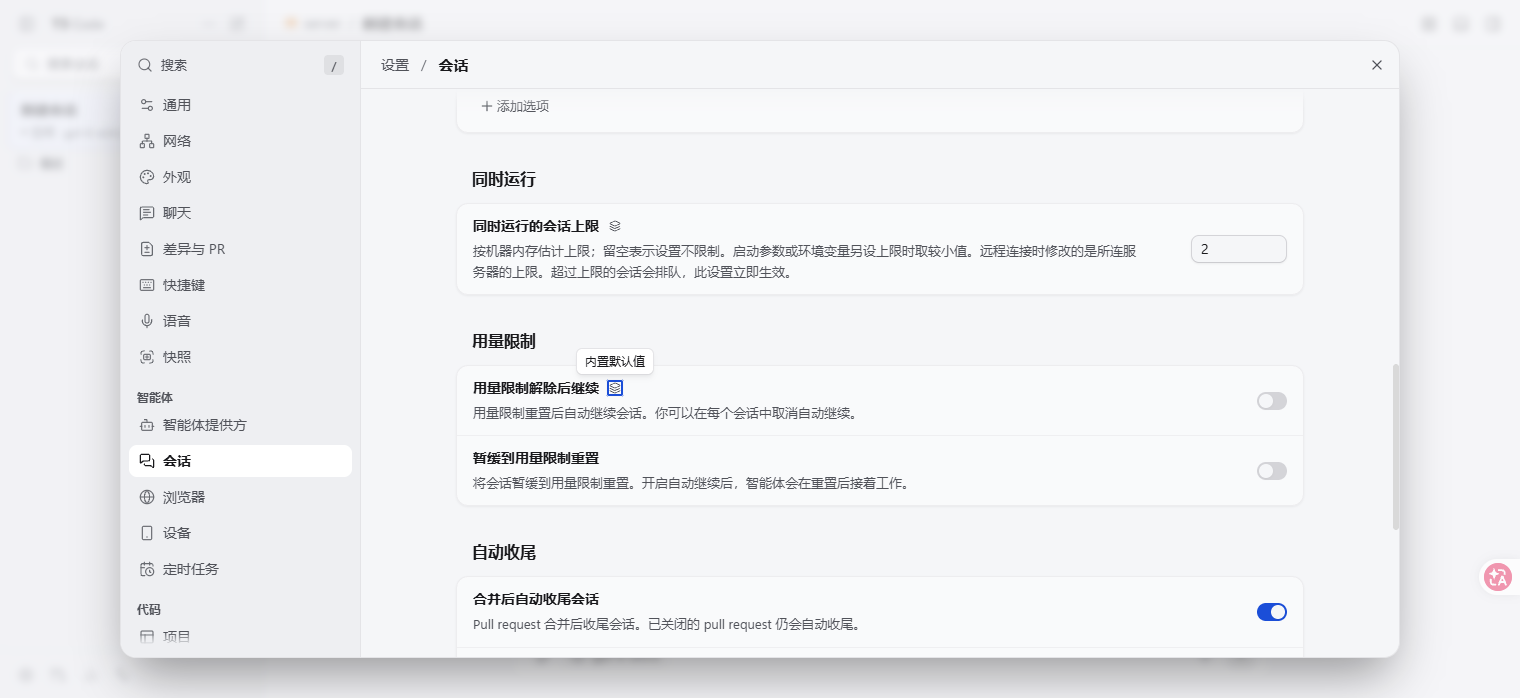 搜索
/
通用
网络
外观
聊天
差异与 PR
快捷键
语音
快照
智能体
智能体提供方
会话
浏览器
设备
定时任务
代码
项目
设置 / 会话
添加选项
同时运行
同时运行的会话上限
按机器内存估计上限；留空表示设置不限制。启动参数或环境变量另设上限时取较小值。远程连接时修改的是所连服
务器的上限。超过上限的会话会排队，此设置立即生效。
2
用量限制
内置默认值
用量限制解除后继续
用量限制重置后自动继续会话。你可以在每个会话中取消自动继续。
暂缓到用量限制重置
将会话暂缓到用量限制重置。开启自动继续后，智能体会在重置后接着工作。
自动收尾
合并后自动收尾会话
Pull request 合并后收尾会话。已关闭的 pull request 仍会自动收尾。